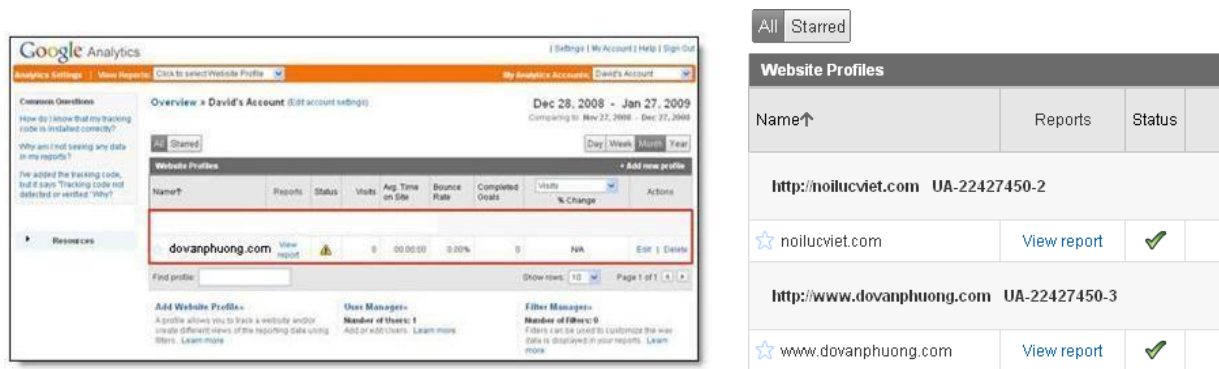 Google Analytics
| Settings | My Account | Help | Sign Out
Analytics Settings | View Reports: Click to select Website Profile
My Analytics Accounts: David's Account
Common Questions
How do I know that my tracking
code is installed correctly?
Why am I not seeing any data
in my reports?
I've added the tracking code,
but it says "Tracking code not
detected or verified." Why?
Resources
Overview » David's Account (Edit account settings)
Dec 28, 2008 - Jan 27, 2009
Comparing to: Nov 27, 2008 - Dec 27, 2008
All Starred
Day Week Month Year
Website Profiles
+ Add new profile
Name↑ Reports Status Visits Avg. Time on Site Bounce Rate Completed Goals Visits % Change Actions
dovanphuong.com View report 0 00:00:00 0.00% 0 N/A Edit | Delete
Find profile:
Show rows: 10 Page 1 of 1
Add Website Profile»
A profile allows you to track a website and/or
create different views of the reporting data using
filters. Learn more
User Manager»
Number of Users: 1
Add or edit Users. Learn more
Filter Manager»
Number of Filters: 0
Filters can be used to customize the way
data is displayed in your reports. Learn
more
All Starred
Website Profiles
Name↑ Reports Status
http://noilucviet.com UA-22427450-2
noilucviet.com View report
http://www.dovanphuong.com UA-22427450-3
www.dovanphuong.com View report